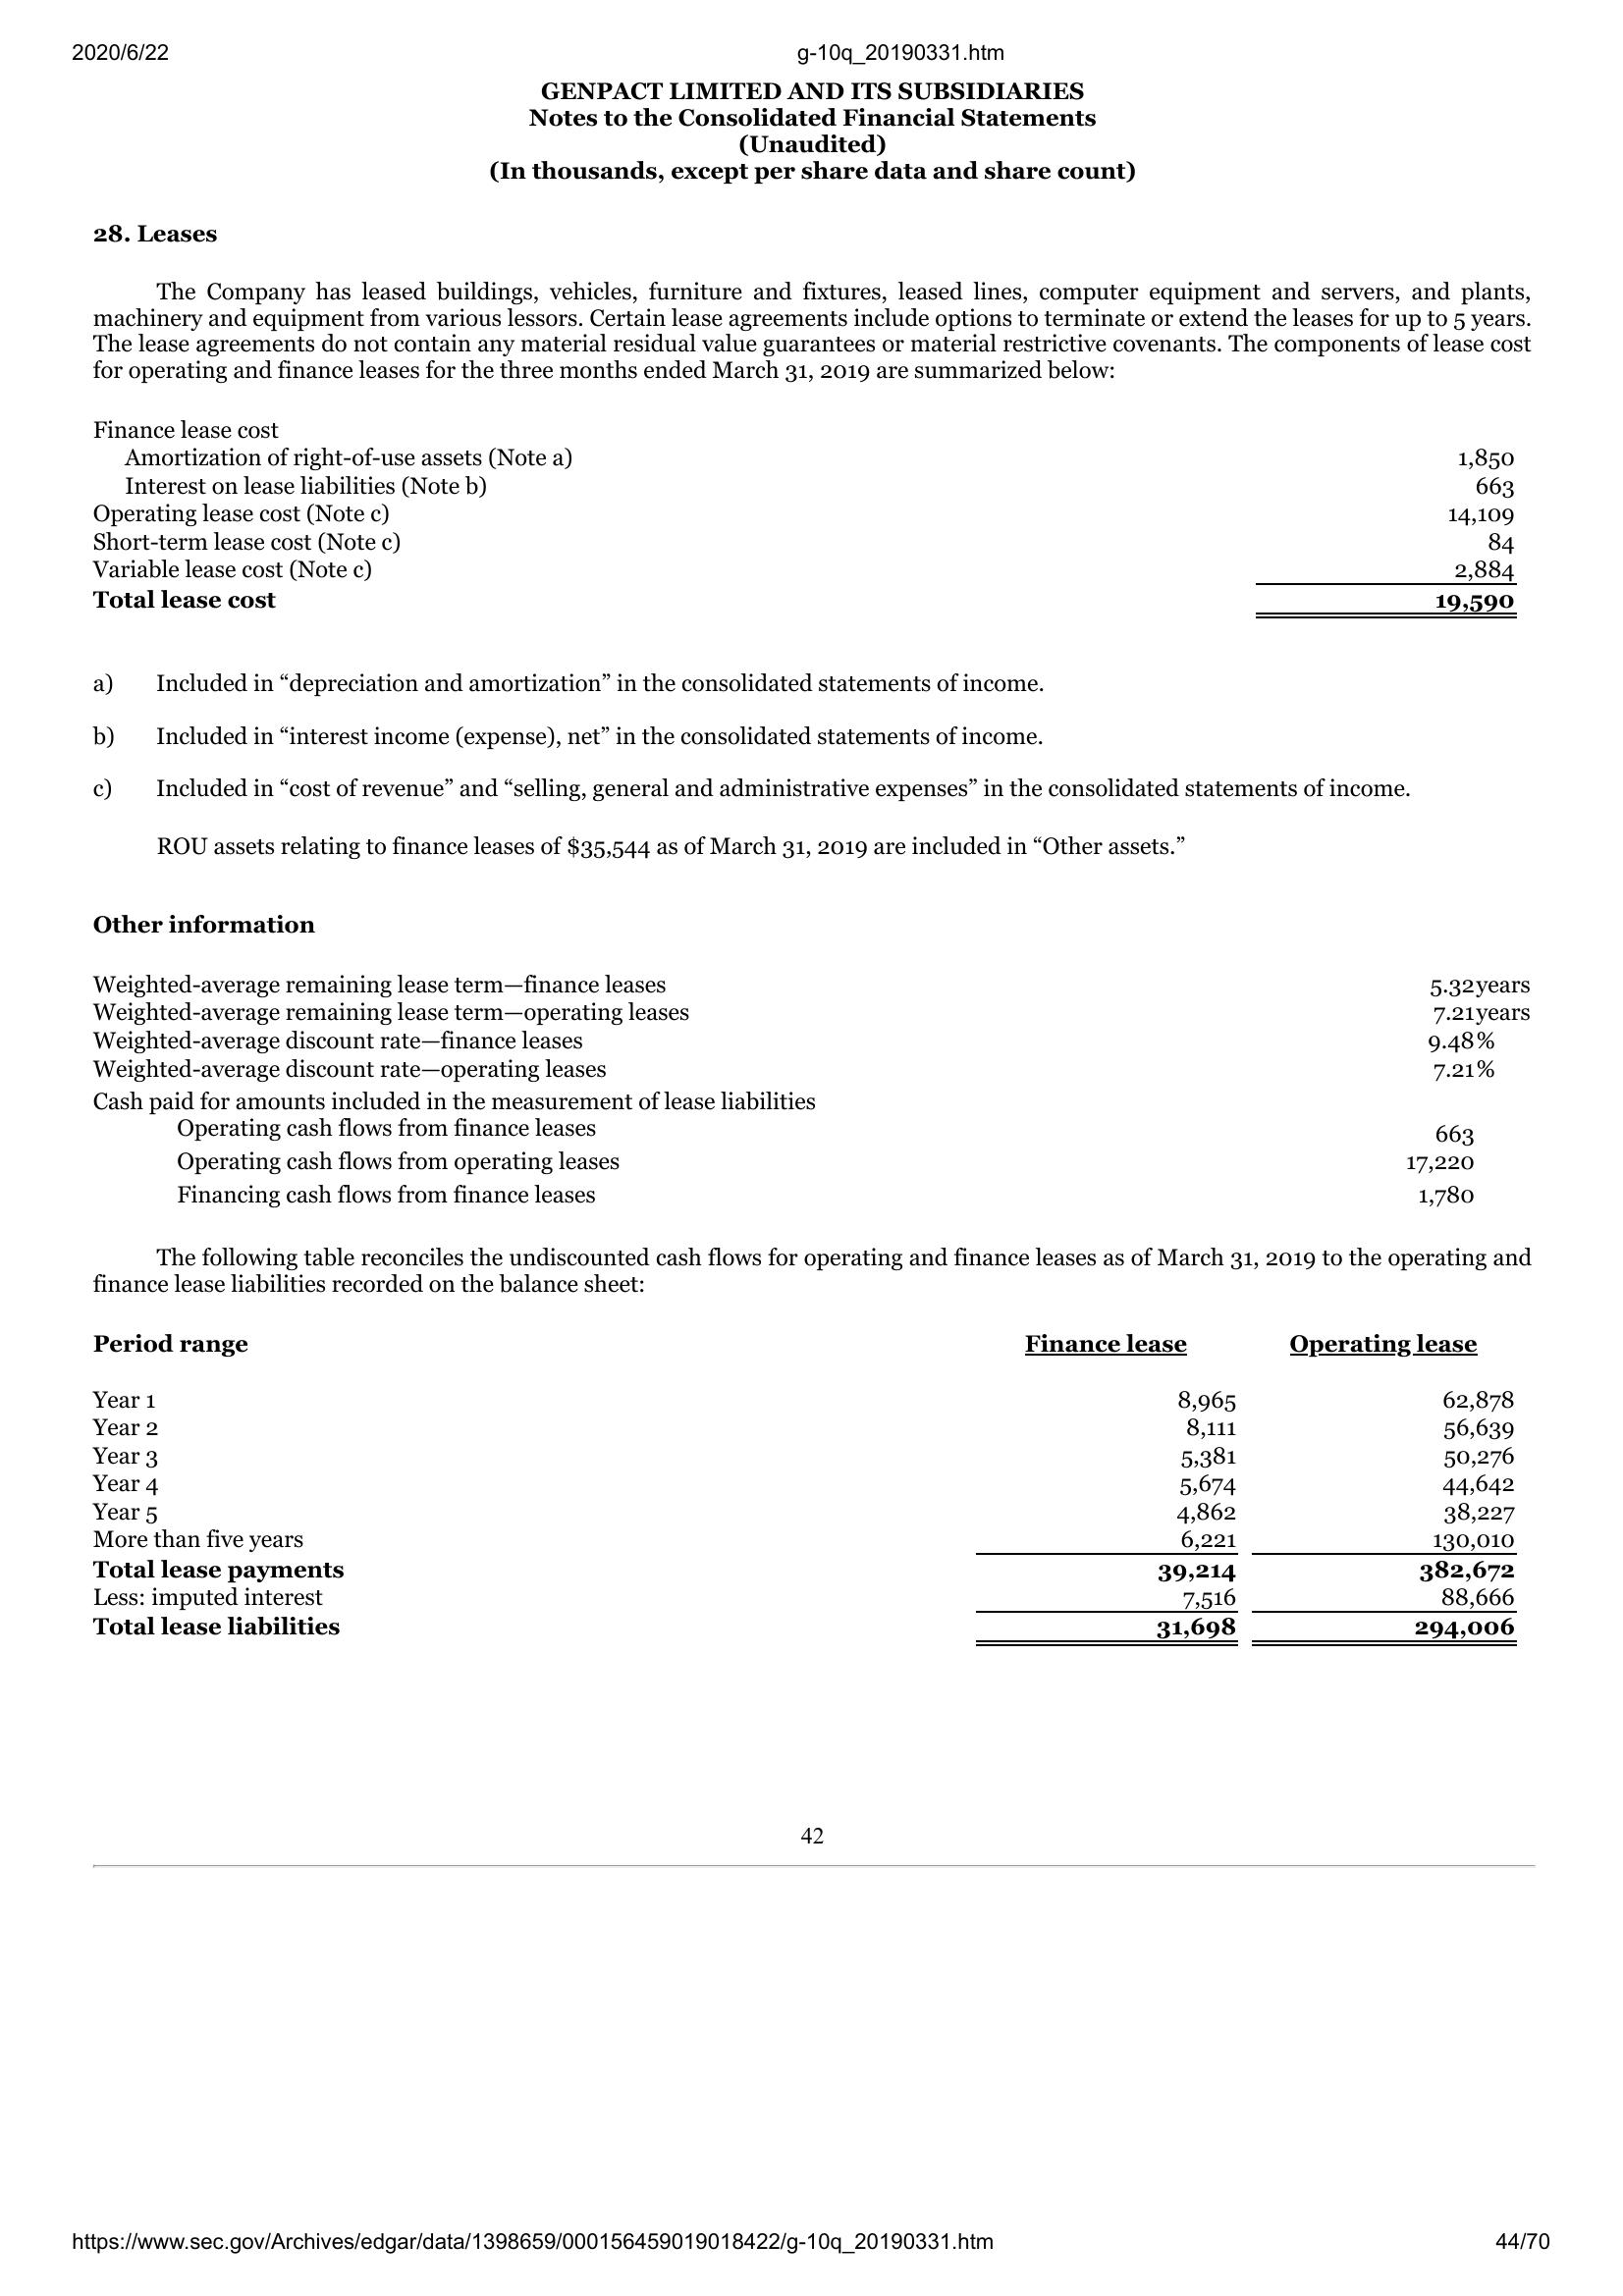 2020/6/22 g-10q_20190331.htm
GENPACT LIMITED AND ITS SUBSIDIARIES
Notes to the Consolidated Financial Statements
(Unaudited)
(In thousands, except per share data and share count)
28. Leases
The Company has leased buildings, vehicles, furniture and fixtures, leased lines, computer equipment and servers, and plants,
machinery and equipment from various lessors. Certain lease agreements include options to terminate or extend the leases for up to 5 years.
The lease agreements do not contain any material residual value guarantees or material restrictive covenants. The components of lease cost
for operating and finance leases for the three months ended March 31, 2019 are summarized below:
Finance lease cost
Amortization of right-of-use assets (Note a) 1,850
Interest on lease liabilities (Note b) 663
Operating lease cost (Note c) 14,109
Short-term lease cost (Note c) 84
Variable lease cost (Note c) 2,884
Total lease cost 19,590
a) Included in “depreciation and amortization” in the consolidated statements of income.
b) Included in “interest income (expense), net” in the consolidated statements of income.
c) Included in “cost of revenue” and “selling, general and administrative expenses” in the consolidated statements of income.
ROU assets relating to finance leases of $35,544 as of March 31, 2019 are included in “Other assets.”
Other information
Weighted-average remaining lease term—finance leases 5.32years
Weighted-average remaining lease term—operating leases 7.21years
Weighted-average discount rate—finance leases 9.48%
Weighted-average discount rate—operating leases 7.21%
Cash paid for amounts included in the measurement of lease liabilities
Operating cash flows from finance leases 663
Operating cash flows from operating leases 17,220
Financing cash flows from finance leases 1,780
The following table reconciles the undiscounted cash flows for operating and finance leases as of March 31, 2019 to the operating and
finance lease liabilities recorded on the balance sheet:
Period range Finance lease Operating lease
Year 1 8,965 62,878
Year 2 8,111 56,639
Year 3 5,381 50,276
Year 4 5,674 44,642
Year 5 4,862 38,227
More than five years 6,221 130,010
Total lease payments 39,214 382,672
Less: imputed interest 7,516 88,666
Total lease liabilities 31,698 294,006
42
https://www.sec.gov/Archives/edgar/data/1398659/000156459019018422/g-10q_20190331.htm 44/70